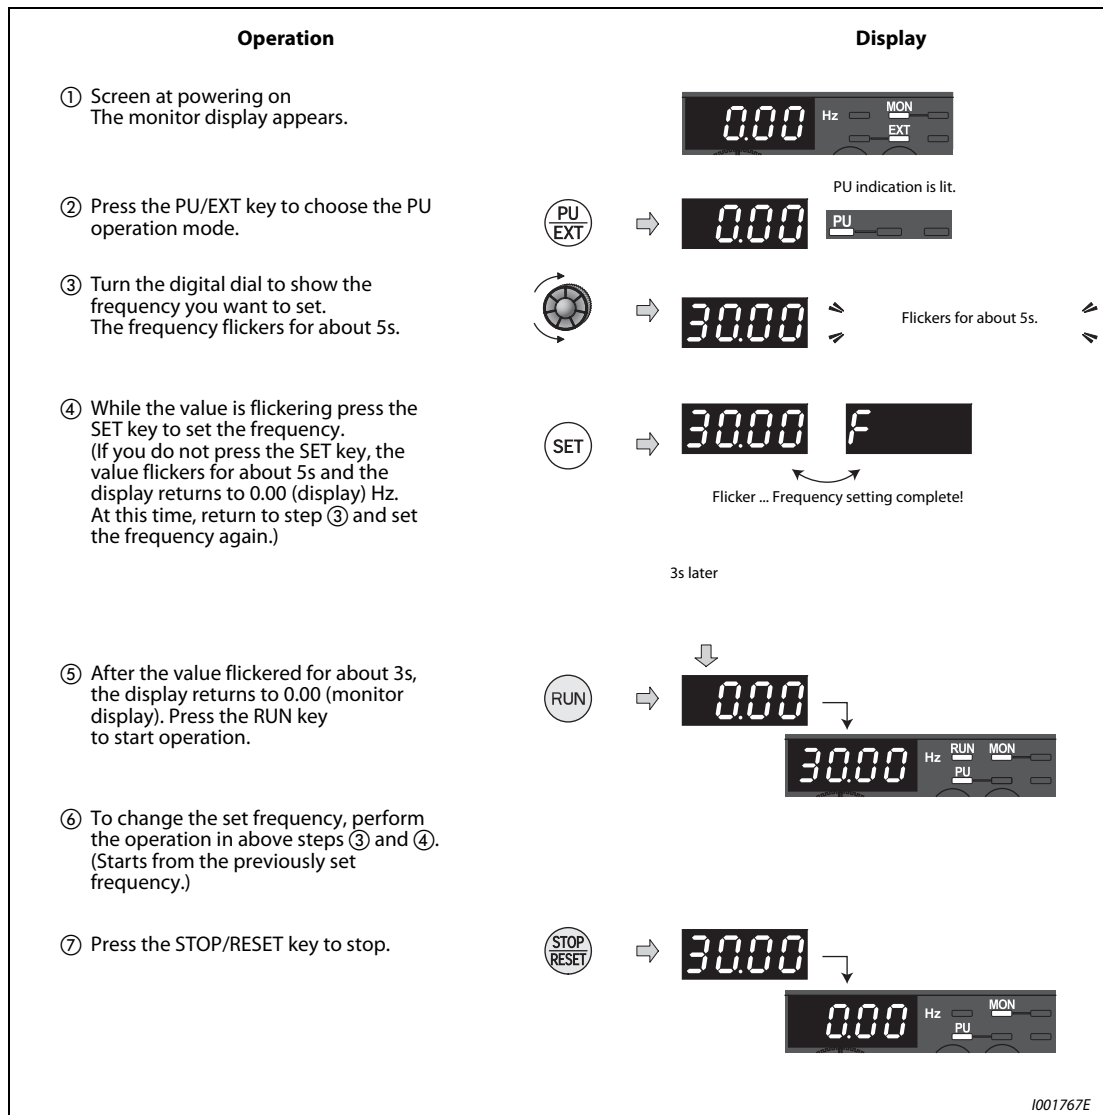 Operation
Display
① Screen at powering on
The monitor display appears.
0.00 Hz MON
EXT
② Press the PU/EXT key to choose the PU
operation mode.
PU
EXT
0.00
PU indication is lit.
PU
③ Turn the digital dial to show the
frequency you want to set.
The frequency flickers for about 5s.
30.00
Flickers for about 5s.
④ While the value is flickering press the
SET key to set the frequency.
(If you do not press the SET key, the
value flickers for about 5s and the
display returns to 0.00 (display) Hz.
At this time, return to step ③ and set
the frequency again.)
SET
30.00 F
Flicker ... Frequency setting complete!
3s later
⑤ After the value flickered for about 3s,
the display returns to 0.00 (monitor
display). Press the RUN key
to start operation.
RUN
0.00
30.00 Hz RUN MON
PU
⑥ To change the set frequency, perform
the operation in above steps ③ and ④.
(Starts from the previously set
frequency.)
⑦ Press the STOP/RESET key to stop.
STOP
RESET
30.00
0.00 Hz MON
PU
I001767E